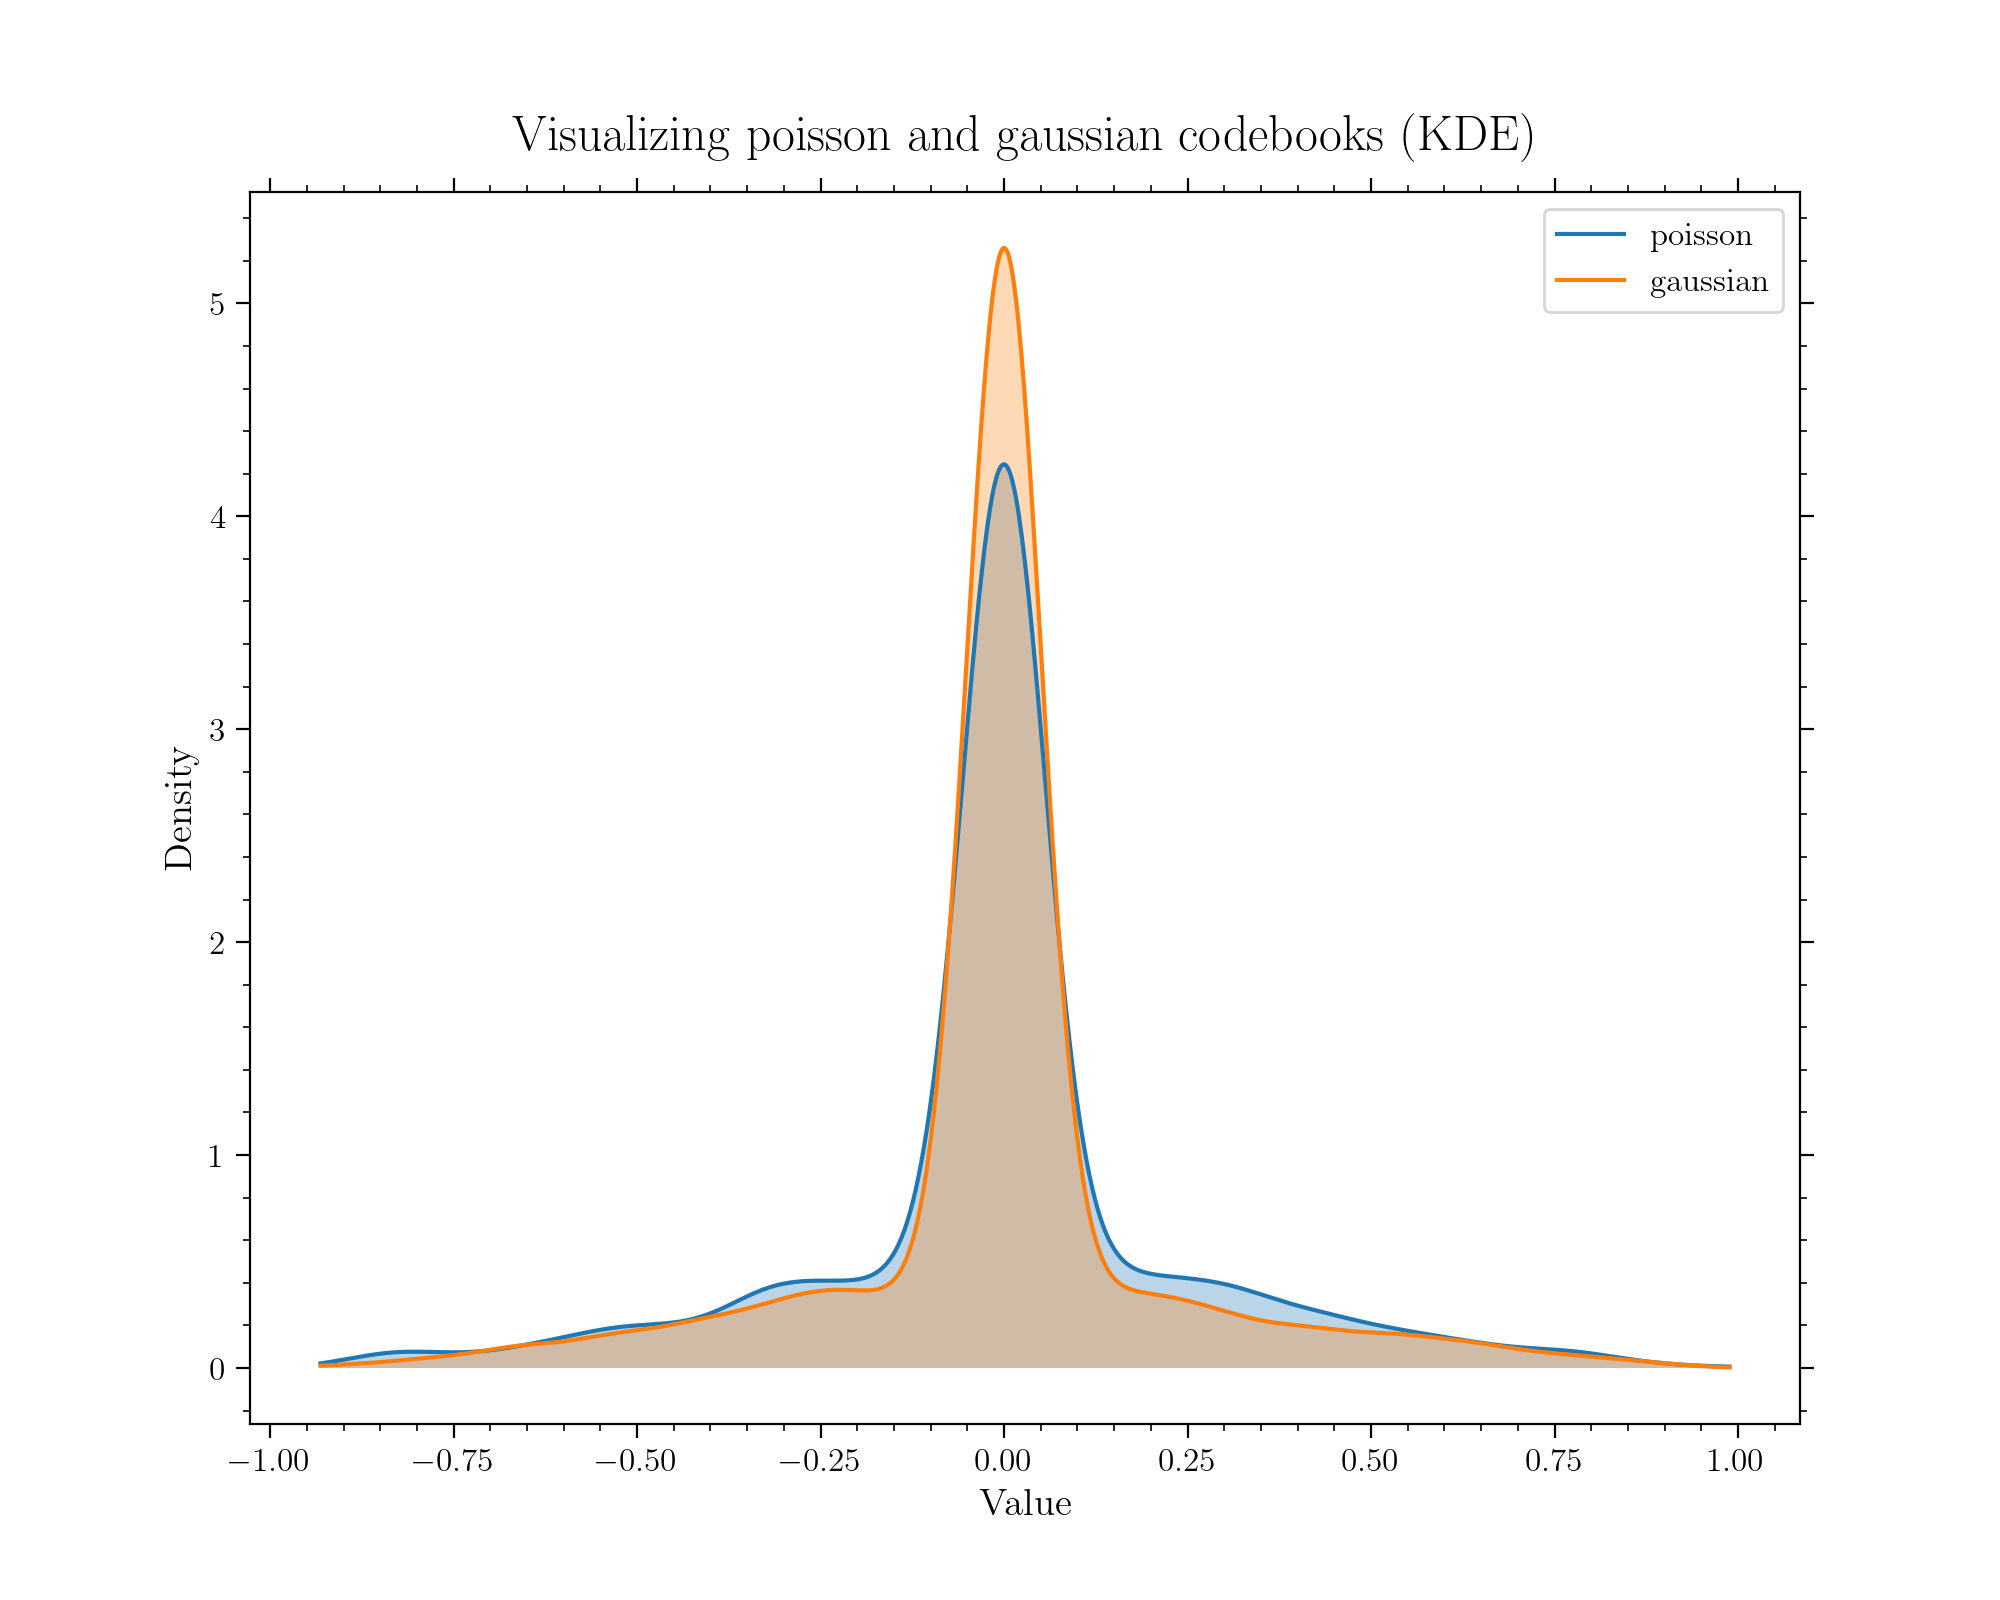 Visualizing poisson and gaussian codebooks (KDE)
poisson
gaussian
5
4
3
2
1
0
Density
−1.00 −0.75 −0.50 −0.25 0.00 0.25 0.50 0.75 1.00
Value